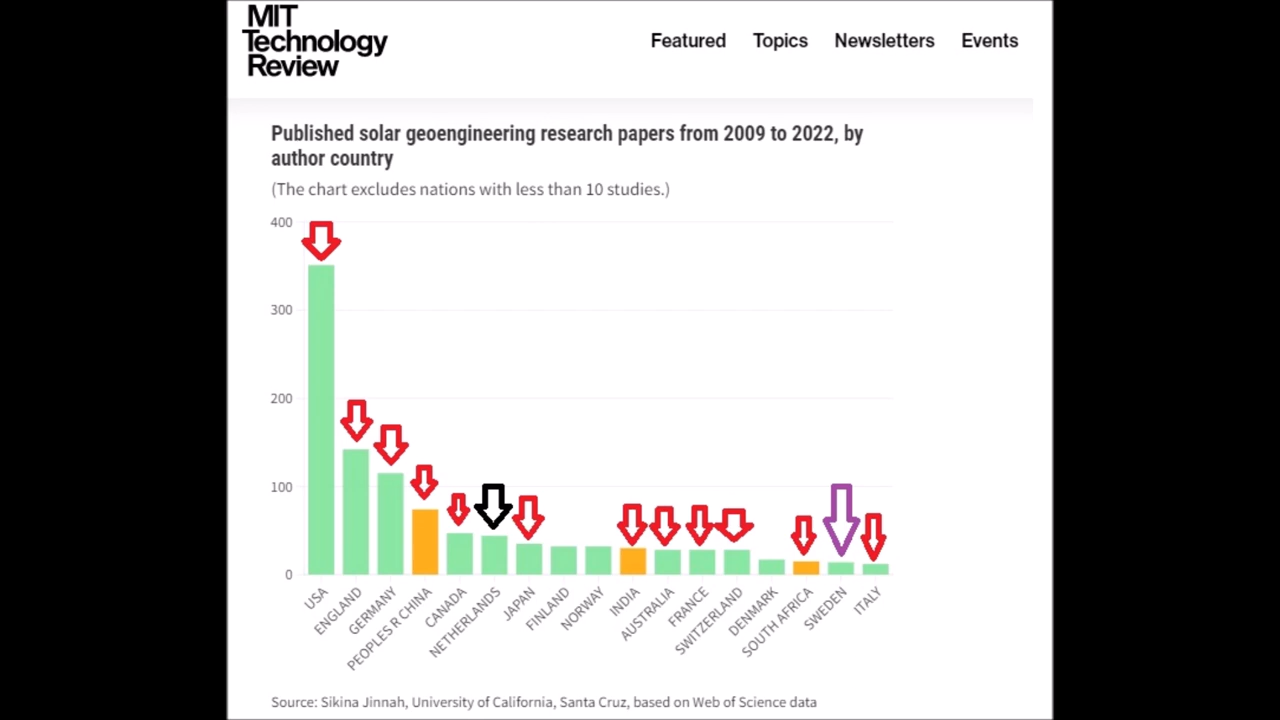 MIT
Technology
Review
Featured Topics Newsletters Events
Published solar geoengineering research papers from 2009 to 2022, by
author country
(The chart excludes nations with less than 10 studies.)
400
300
200
100
0
USA
ENGLAND
GERMANY
PEOPLES R CHINA
CANADA
NETHERLANDS
JAPAN
FINLAND
NORWAY
INDIA
AUSTRALIA
FRANCE
SWITZERLAND
DENMARK
SOUTH AFRICA
SWEDEN
ITALY
Source: Sikina Jinnah, University of California, Santa Cruz, based on Web of Science data